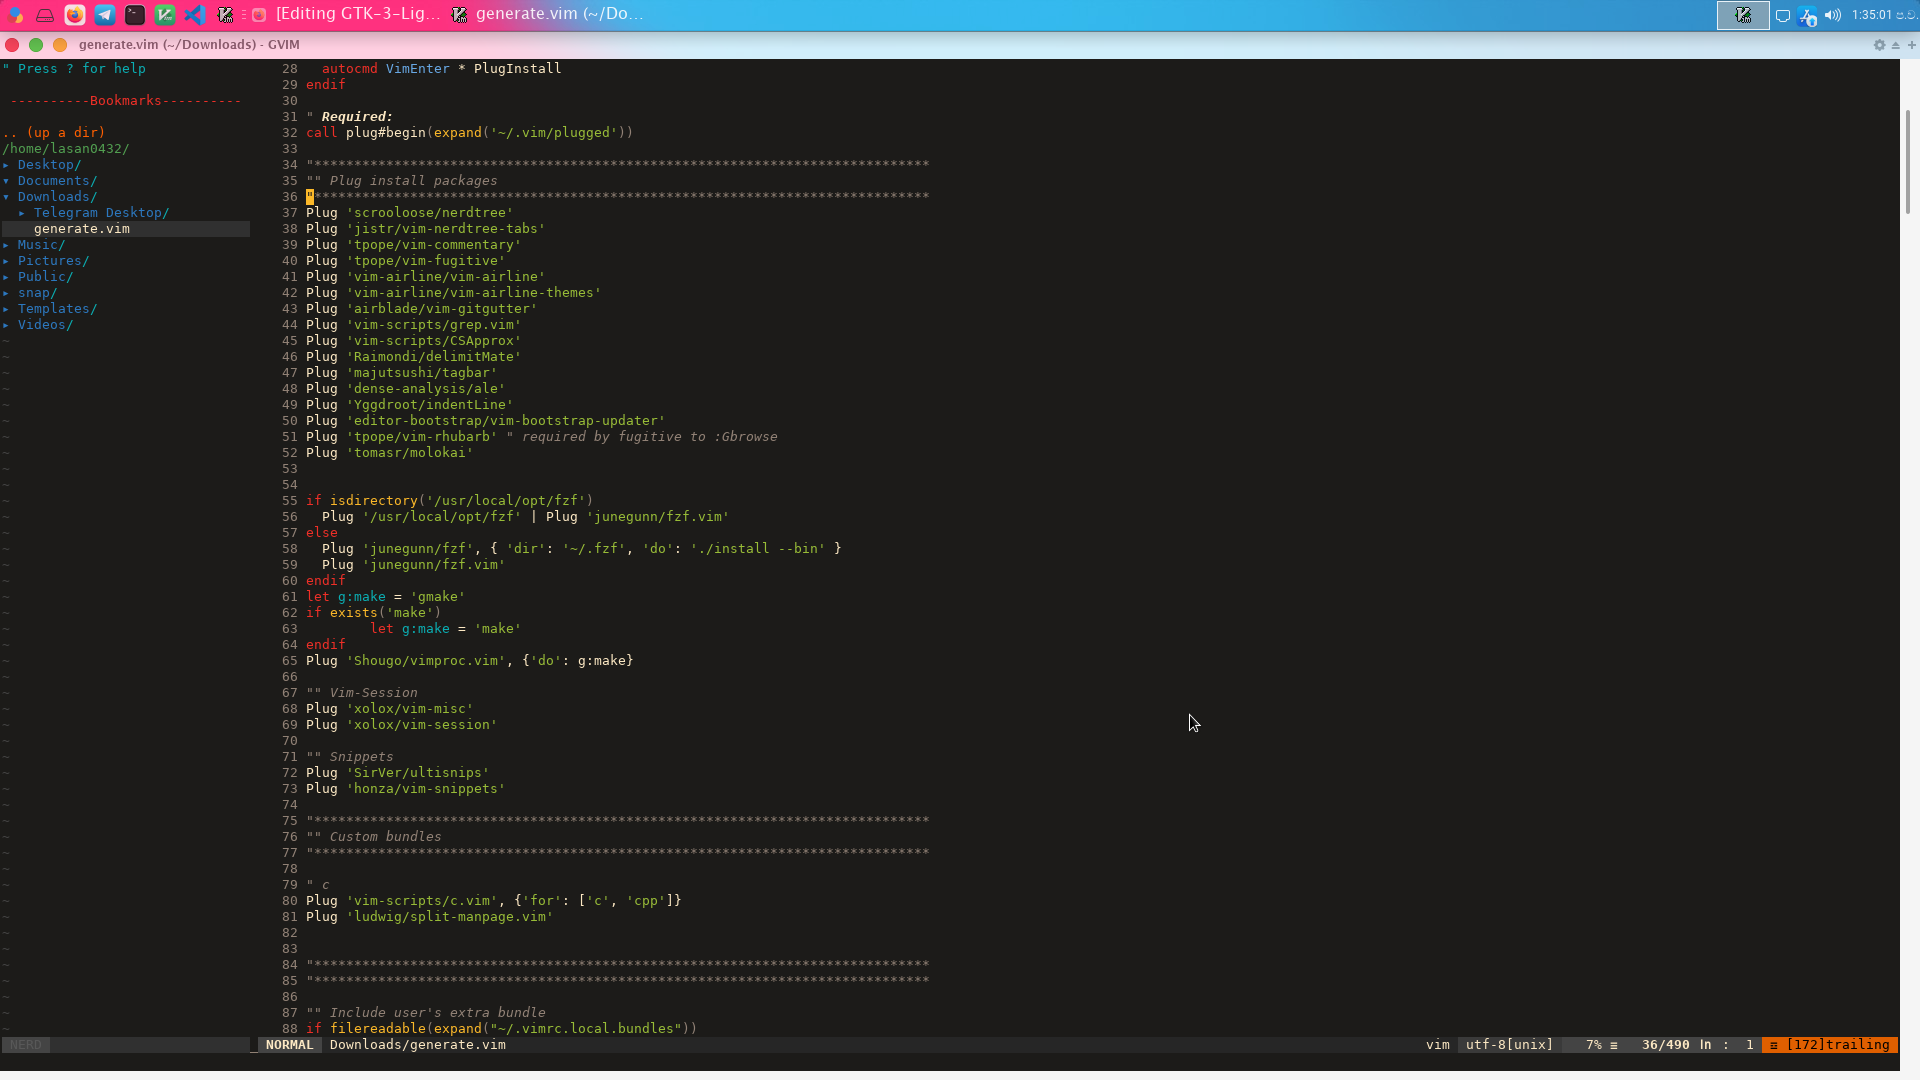 [Editing GTK-3-Lig... generate.vim (~/Do...
1:35:01 ප.ව.
generate.vim (~/Downloads) - GVIM
" Press ? for help
----------Bookmarks----------
.. (up a dir)
/home/lasan0432/
▸ Desktop/
▾ Documents/
▾ Downloads/
▸ Telegram Desktop/
generate.vim
▸ Music/
▸ Pictures/
▸ Public/
▸ snap/
▸ Templates/
▸ Videos/
28 autocmd VimEnter * PlugInstall
29 endif
30
31 " Required:
32 call plug#begin(expand('~/.vim/plugged'))
33
34 "*****************************************************************************
35 "" Plug install packages
36 "*****************************************************************************
37 Plug 'scrooloose/nerdtree'
38 Plug 'jistr/vim-nerdtree-tabs'
39 Plug 'tpope/vim-commentary'
40 Plug 'tpope/vim-fugitive'
41 Plug 'vim-airline/vim-airline'
42 Plug 'vim-airline/vim-airline-themes'
43 Plug 'airblade/vim-gitgutter'
44 Plug 'vim-scripts/grep.vim'
45 Plug 'vim-scripts/CSApprox'
46 Plug 'Raimondi/delimitMate'
47 Plug 'majutsushi/tagbar'
48 Plug 'dense-analysis/ale'
49 Plug 'Yggdroot/indentLine'
50 Plug 'editor-bootstrap/vim-bootstrap-updater'
51 Plug 'tpope/vim-rhubarb' " required by fugitive to :Gbrowse
52 Plug 'tomasr/molokai'
53
54
55 if isdirectory('/usr/local/opt/fzf')
56 Plug '/usr/local/opt/fzf' | Plug 'junegunn/fzf.vim'
57 else
58 Plug 'junegunn/fzf', { 'dir': '~/.fzf', 'do': './install --bin' }
59 Plug 'junegunn/fzf.vim'
60 endif
61 let g:make = 'gmake'
62 if exists('make')
63 let g:make = 'make'
64 endif
65 Plug 'Shougo/vimproc.vim', {'do': g:make}
66
67 "" Vim-Session
68 Plug 'xolox/vim-misc'
69 Plug 'xolox/vim-session'
70
71 "" Snippets
72 Plug 'SirVer/ultisnips'
73 Plug 'honza/vim-snippets'
74
75 "*****************************************************************************
76 "" Custom bundles
77 "*****************************************************************************
78
79 " c
80 Plug 'vim-scripts/c.vim', {'for': ['c', 'cpp']}
81 Plug 'ludwig/split-manpage.vim'
82
83
84 "*****************************************************************************
85 "*****************************************************************************
86
87 "" Include user's extra bundle
88 if filereadable(expand("~/.vimrc.local.bundles"))
NERD NORMAL Downloads/generate.vim vim utf-8[unix] 7% ≡ 36/490 ln : 1 ☲ [172]trailing